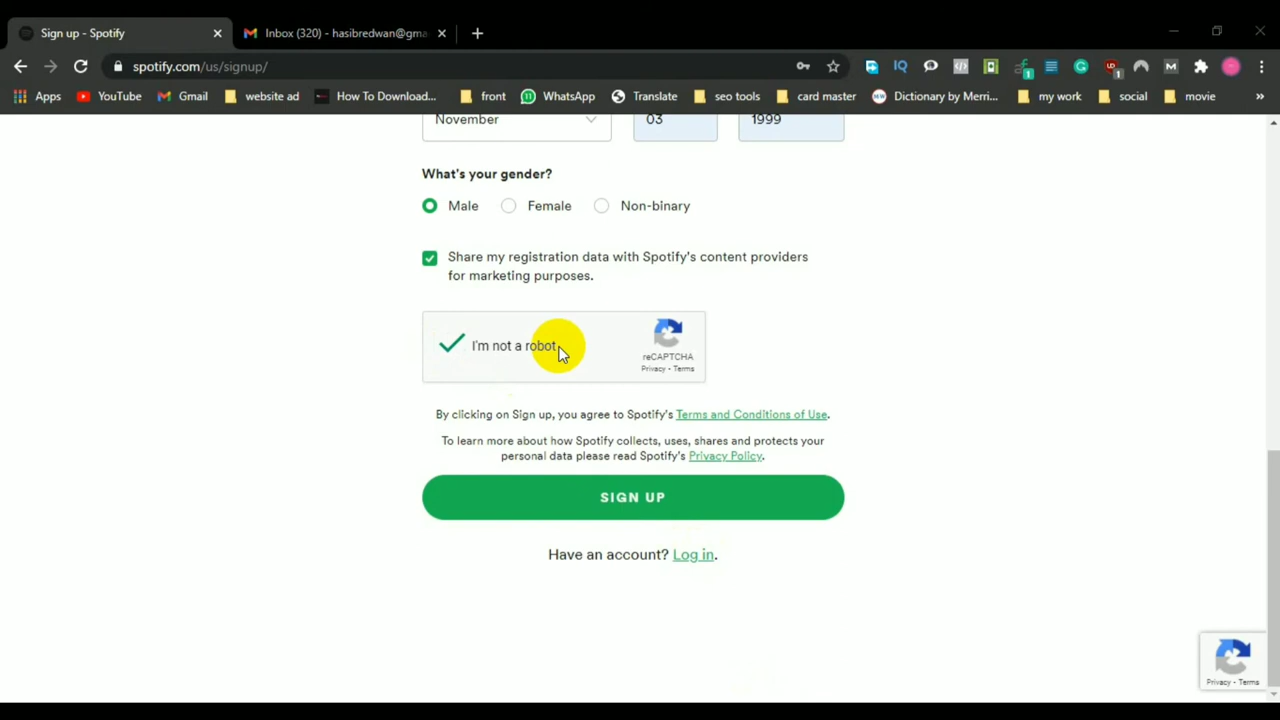 Sign up - Spotify
Inbox (320) - hasibredwan@gma
spotify.com/us/signup/
Apps YouTube Gmail website ad How To Download... front WhatsApp Translate seo tools card master Dictionary by Merri... my work social movie »
November 03 1999
What's your gender?
Male Female Non-binary
Share my registration data with Spotify's content providers
for marketing purposes.
I'm not a robot
reCAPTCHA
Privacy - Terms
By clicking on Sign up, you agree to Spotify's Terms and Conditions of Use.
To learn more about how Spotify collects, uses, shares and protects your
personal data please read Spotify's Privacy Policy.
SIGN UP
Have an account? Log in.
Privacy - Terms